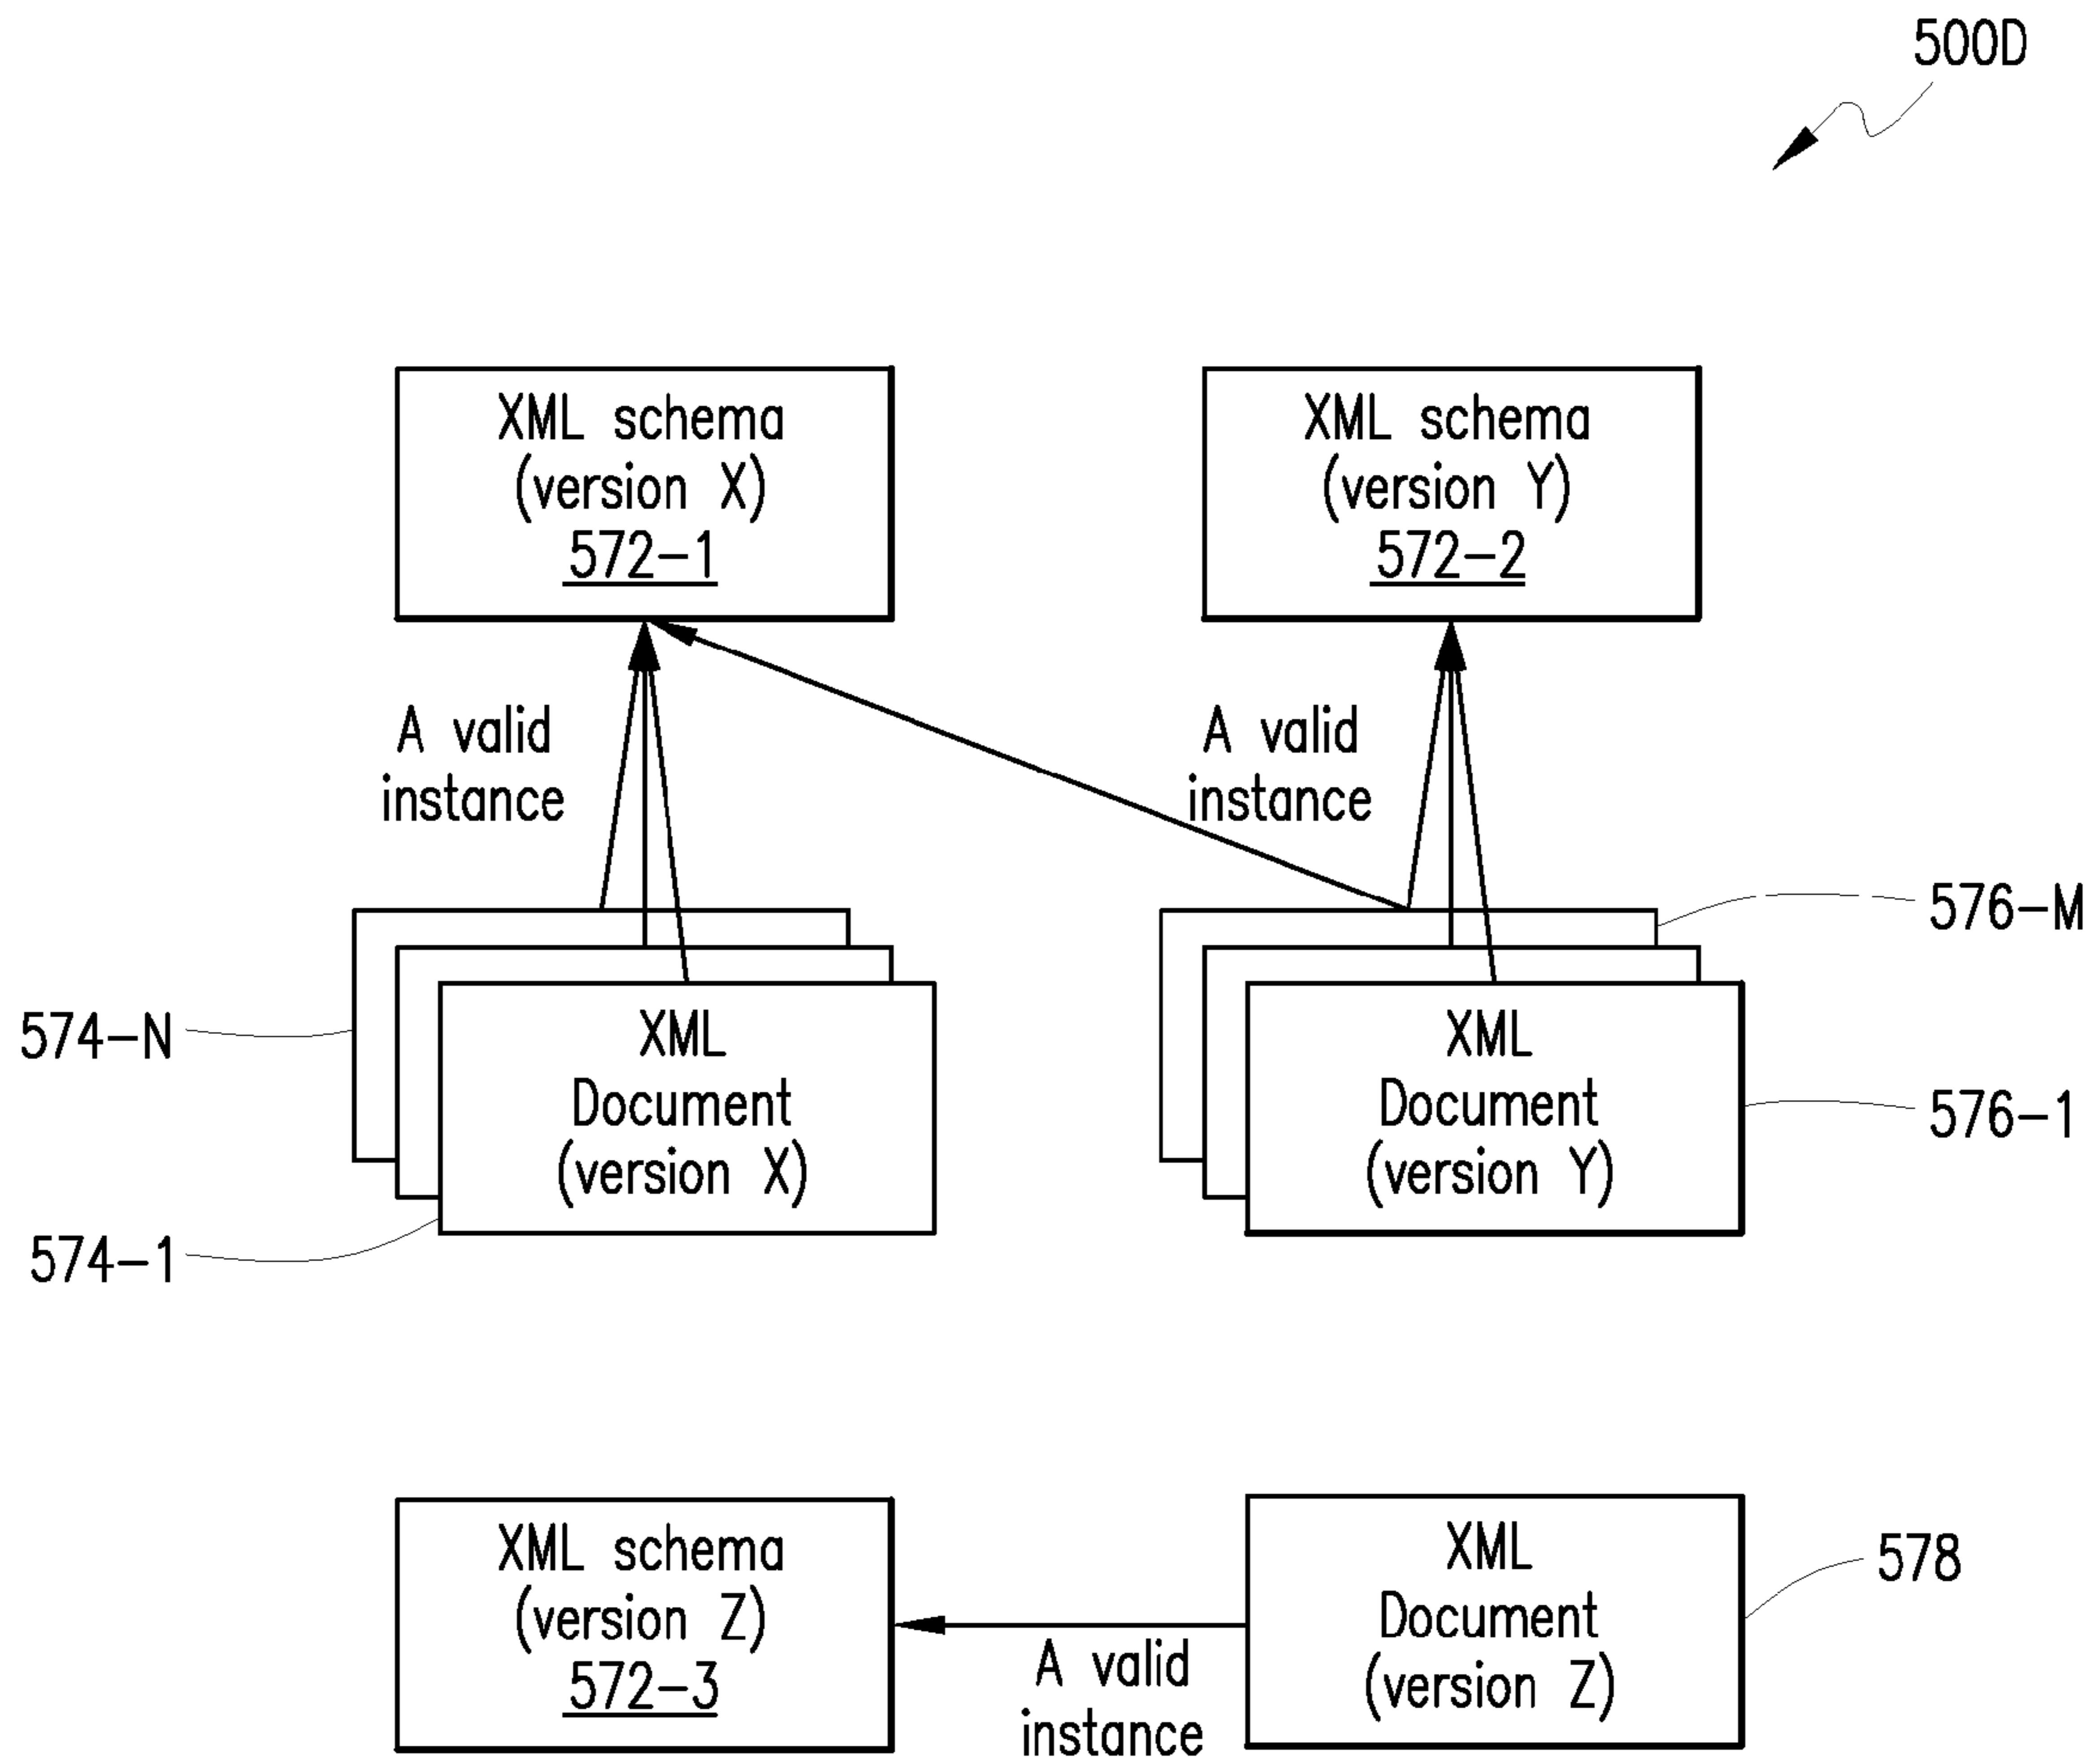 500D
XML schema
(version X)
572-1
XML schema
(version Y)
572-2
A valid
instance
A valid
instance
576-M
574-N
XML
Document
(version X)
XML
Document
(version Y)
576-1
574-1
XML schema
(version Z)
572-3
A valid
instance
XML
Document
(version Z)
578